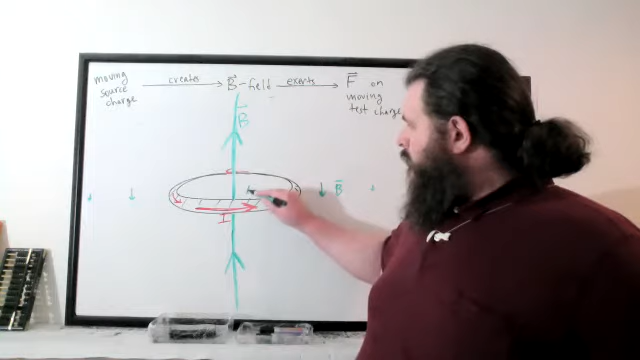 moving creates B⃗-field exerts F⃗ on
source moving
charge test charge
B⃗
B⃗
I